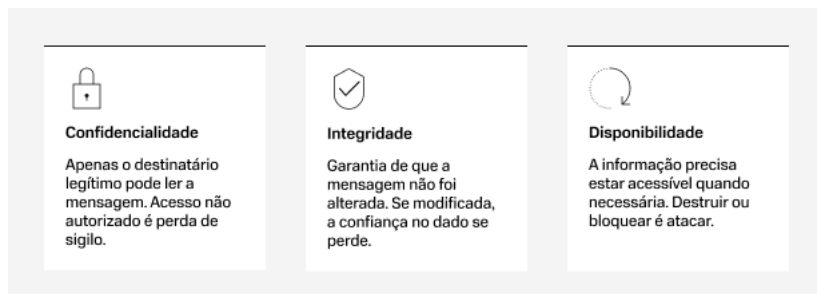 Confidencialidade
Apenas o destinatário
legítimo pode ler a
mensagem. Acesso não
autorizado é perda de
sigilo.
Integridade
Garantia de que a
mensagem não foi
alterada. Se modificada,
a confiança no dado se
perde.
Disponibilidade
A informação precisa
estar acessível quando
necessária. Destruir ou
bloquear é atacar.